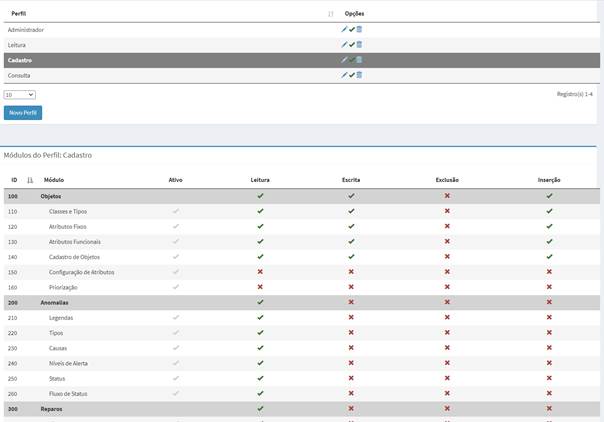 Perfil Opções
Administrador
Leitura
Cadastro
Consulta
10 Registro(s) 1-4
Novo Perfil
Módulos do Perfil: Cadastro
ID Módulo Ativo Leitura Escrita Exclusão Inserção
100 Objetos
110 Classes e Tipos
120 Atributos Fixos
130 Atributos Funcionais
140 Cadastro de Objetos
150 Configuração de Atributos
160 Priorização
200 Anomalias
210 Legendas
220 Tipos
230 Causas
240 Níveis de Alerta
250 Status
260 Fluxo de Status
300 Reparos